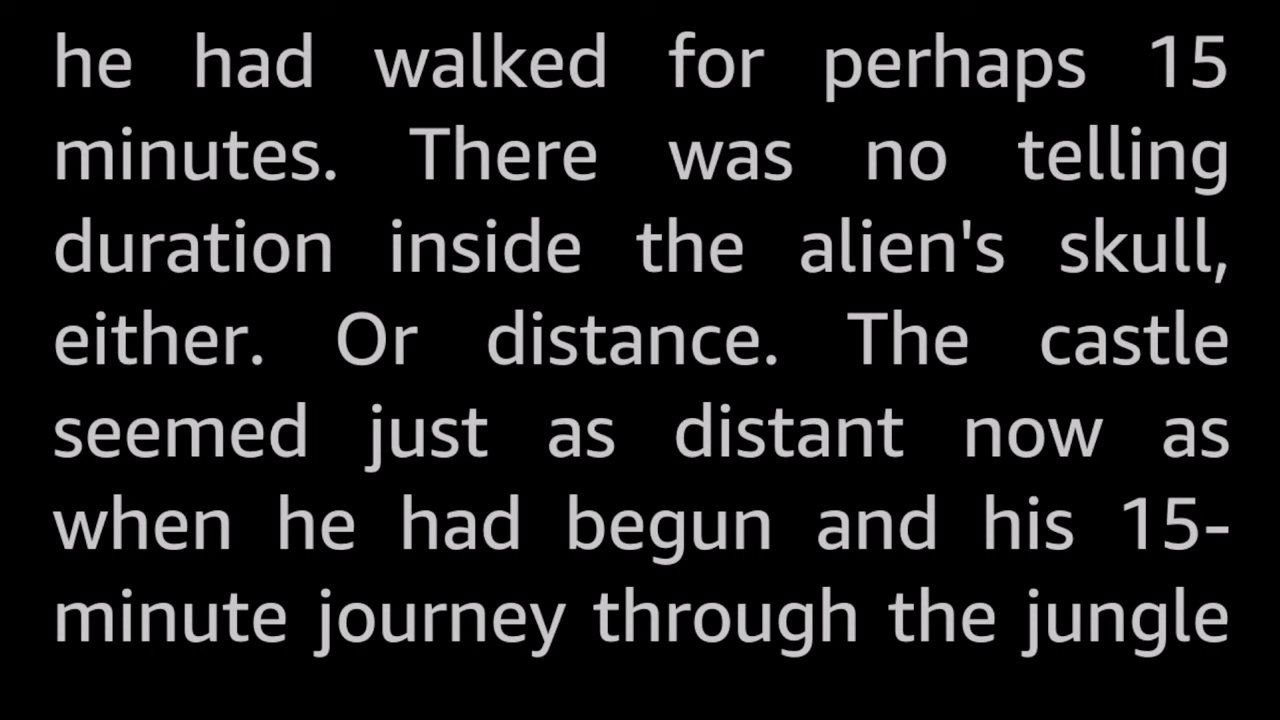 he had walked for perhaps 15
minutes. There was no telling
duration inside the alien's skull,
either. Or distance. The castle
seemed just as distant now as
when he had begun and his 15-
minute journey through the jungle